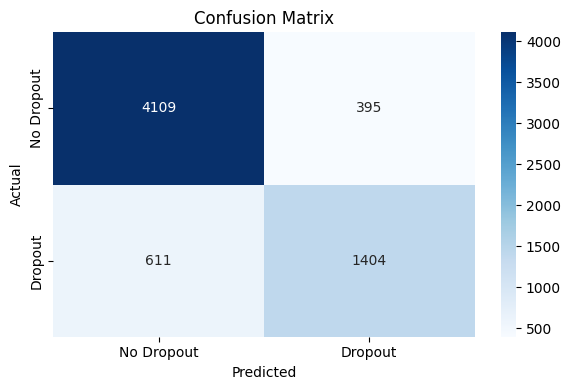 Confusion Matrix
Actual
No Dropout
Dropout
4109
395
611
1404
No Dropout
Dropout
Predicted
4000
3500
3000
2500
2000
1500
1000
500